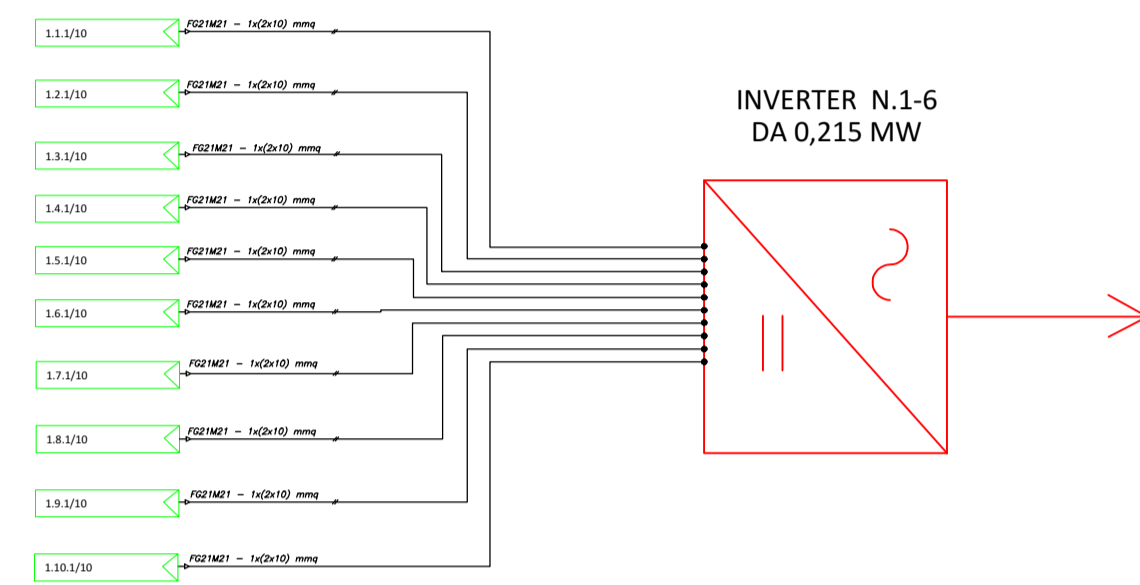 1.1.1/10
FG21M21 - 1x(2x10) mmq
1.2.1/10
FG21M21 - 1x(2x10) mmq
INVERTER N.1-6
DA 0,215 MW
1.3.1/10
FG21M21 - 1x(2x10) mmq
1.4.1/10
FG21M21 - 1x(2x10) mmq
1.5.1/10
FG21M21 - 1x(2x10) mmq
1.6.1/10
FG21M21 - 1x(2x10) mmq
1.7.1/10
FG21M21 - 1x(2x10) mmq
1.8.1/10
FG21M21 - 1x(2x10) mmq
1.9.1/10
FG21M21 - 1x(2x10) mmq
1.10.1/10
FG21M21 - 1x(2x10) mmq